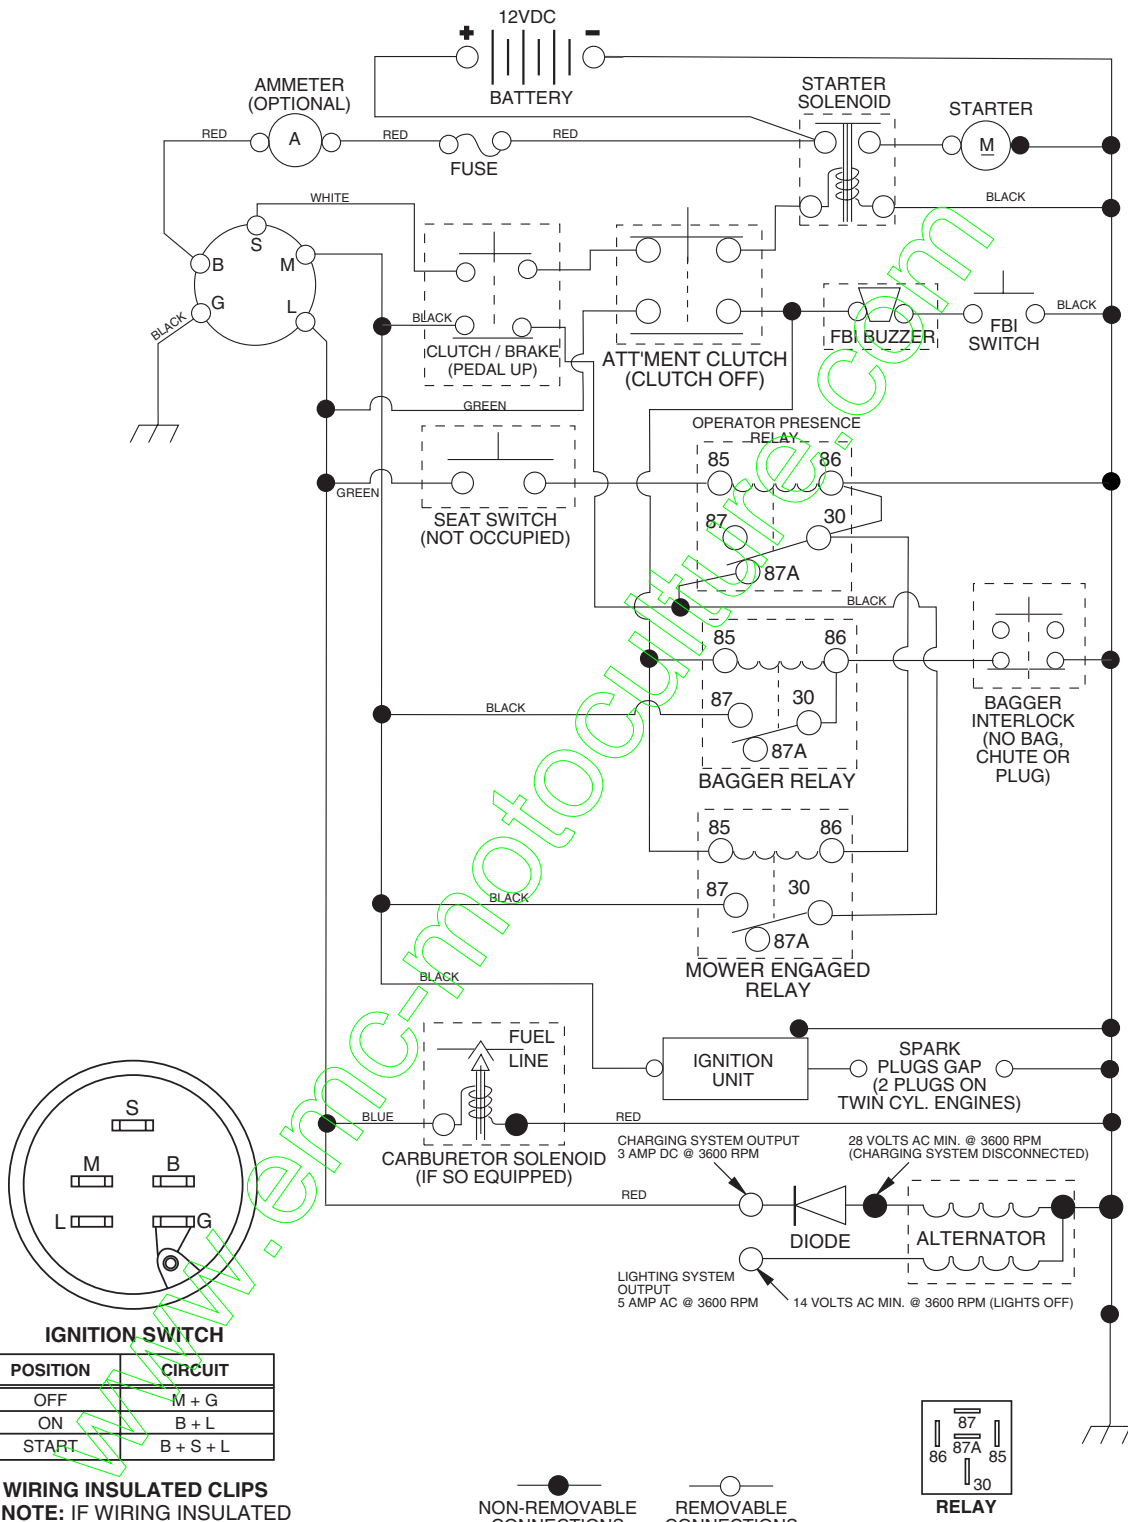 12VDC
+ -
BATTERY
AMMETER
(OPTIONAL)
STARTER
SOLENOID
STARTER
RED
A
RED
RED
M
FUSE
WHITE
BLACK
S
B
M
G
L
BLACK
BLACK
CLUTCH / BRAKE
(PEDAL UP)
ATT'MENT CLUTCH
(CLUTCH OFF)
FBI BUZZER
FBI
SWITCH
BLACK
GREEN
OPERATOR PRESENCE
RELAY
85
86
GREEN
SEAT SWITCH
(NOT OCCUPIED)
87
30
87A
BLACK
85
86
BLACK
87
30
87A
BAGGER RELAY
BAGGER
INTERLOCK
(NO BAG,
CHUTE OR
PLUG)
85
86
BLACK
87
30
87A
MOWER ENGAGED
RELAY
BLACK
FUEL
LINE
IGNITION
UNIT
SPARK
PLUGS GAP
(2 PLUGS ON
TWIN CYL. ENGINES)
BLUE
RED
CARBURETOR SOLENOID
(IF SO EQUIPPED)
CHARGING SYSTEM OUTPUT
3 AMP DC @ 3600 RPM
28 VOLTS AC MIN. @ 3600 RPM
(CHARGING SYSTEM DISCONNECTED)
RED
DIODE
ALTERNATOR
LIGHTING SYSTEM
OUTPUT
5 AMP AC @ 3600 RPM
14 VOLTS AC MIN. @ 3600 RPM (LIGHTS OFF)
S
M
B
L
G
IGNITION SWITCH
POSITION CIRCUIT
OFF M + G
ON B + L
START B + S + L
WIRING INSULATED CLIPS
NOTE: IF WIRING INSULATED
NON-REMOVABLE
CONNECTIONS
REMOVABLE
CONNECTIONS
87
86
87A
85
30
RELAY
www.emc-motoculture.com